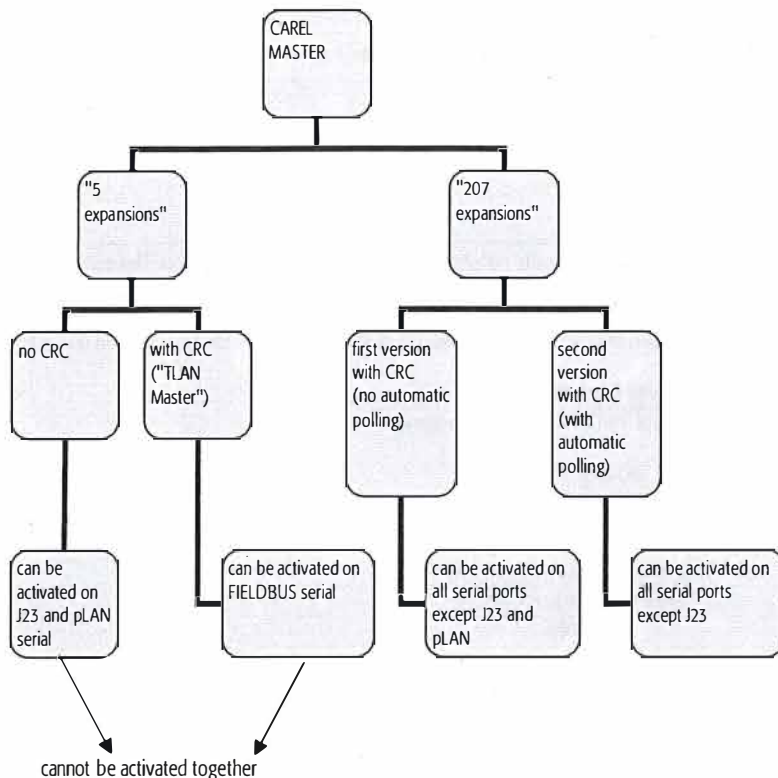 CAREL
MASTER
"5
expansions"
"207
expansions"
no CRC
with CRC
("TLAN
Master")
first version
with CRC
(no automatic
polling)
second
version
with CRC
(with
automatic
polling)
can be
activated on
J23 and pLAN
serial
can be activated on
FIELDBUS serial
can be activated on
all serial ports
except J23 and
pLAN
can be activated on
all serial ports
except J23
cannot be activated together